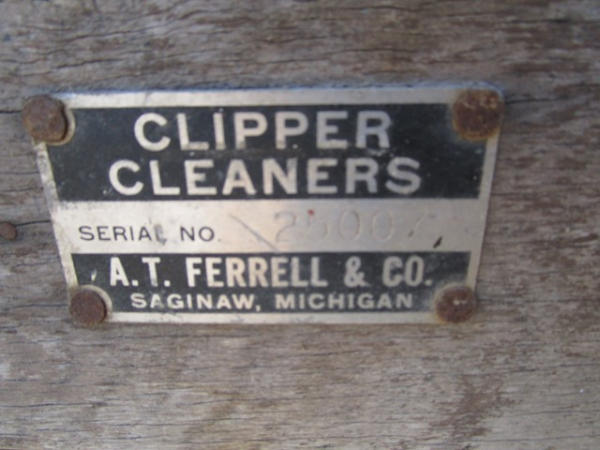 CLIPPER
CLEANERS
SERIAL NO.
A.T. FERRELL & CO.
SAGINAW, MICHIGAN